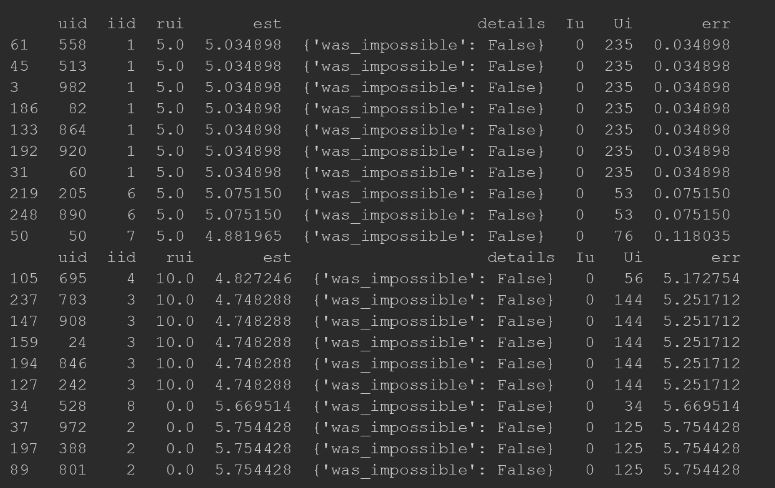 uid iid rui est details Iu Ui err
61 558 1 5.0 5.034898 {'was_impossible': False} 0 235 0.034898
45 513 1 5.0 5.034898 {'was_impossible': False} 0 235 0.034898
3 982 1 5.0 5.034898 {'was_impossible': False} 0 235 0.034898
186 82 1 5.0 5.034898 {'was_impossible': False} 0 235 0.034898
133 864 1 5.0 5.034898 {'was_impossible': False} 0 235 0.034898
192 920 1 5.0 5.034898 {'was_impossible': False} 0 235 0.034898
31 60 1 5.0 5.034898 {'was_impossible': False} 0 235 0.034898
219 205 6 5.0 5.075150 {'was_impossible': False} 0 53 0.075150
248 890 6 5.0 5.075150 {'was_impossible': False} 0 53 0.075150
50 50 7 5.0 4.881965 {'was_impossible': False} 0 76 0.118035
uid iid rui est details Iu Ui err
105 695 4 10.0 4.827246 {'was_impossible': False} 0 56 5.172754
237 783 3 10.0 4.748288 {'was_impossible': False} 0 144 5.251712
147 908 3 10.0 4.748288 {'was_impossible': False} 0 144 5.251712
159 24 3 10.0 4.748288 {'was_impossible': False} 0 144 5.251712
194 846 3 10.0 4.748288 {'was_impossible': False} 0 144 5.251712
127 242 3 10.0 4.748288 {'was_impossible': False} 0 144 5.251712
34 528 8 0.0 5.669514 {'was_impossible': False} 0 34 5.669514
37 972 2 0.0 5.754428 {'was_impossible': False} 0 125 5.754428
197 388 2 0.0 5.754428 {'was_impossible': False} 0 125 5.754428
89 801 2 0.0 5.754428 {'was_impossible': False} 0 125 5.754428